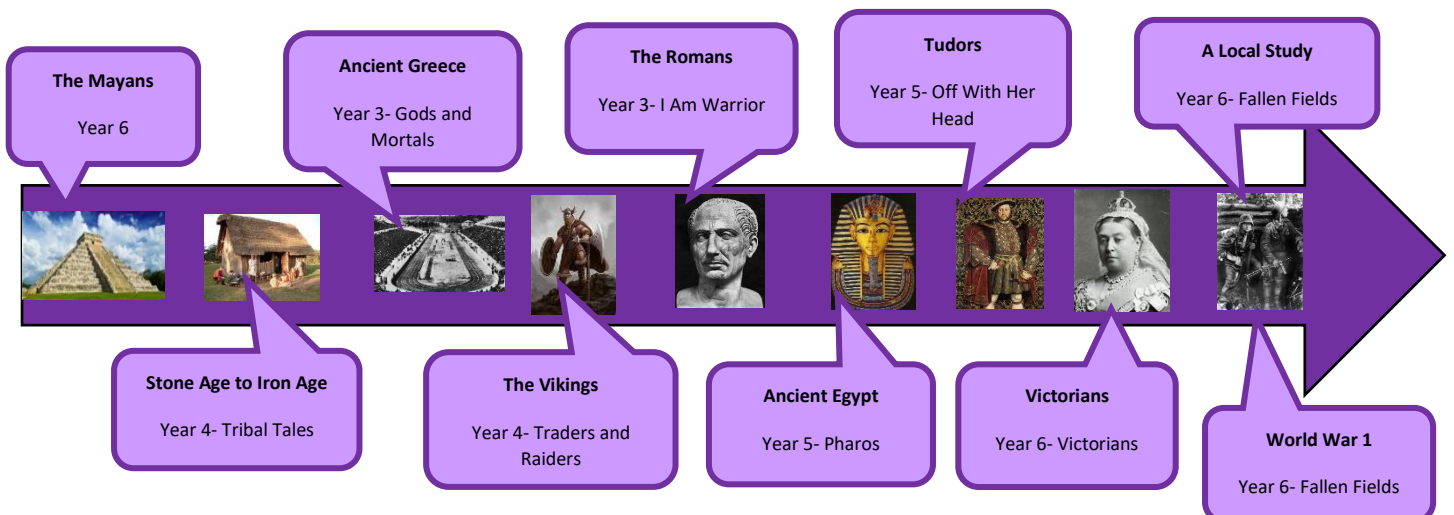 The Mayans
Year 6
Ancient Greece
Year 3- Gods and
Mortals
The Romans
Year 3- I Am Warrior
Tudors
Year 5- Off With Her
Head
A Local Study
Year 6- Fallen Fields
Stone Age to Iron Age
Year 4- Tribal Tales
The Vikings
Year 4- Traders and
Raiders
Ancient Egypt
Year 5- Pharos
Victorians
Year 6- Victorians
World War 1
Year 6- Fallen Fields